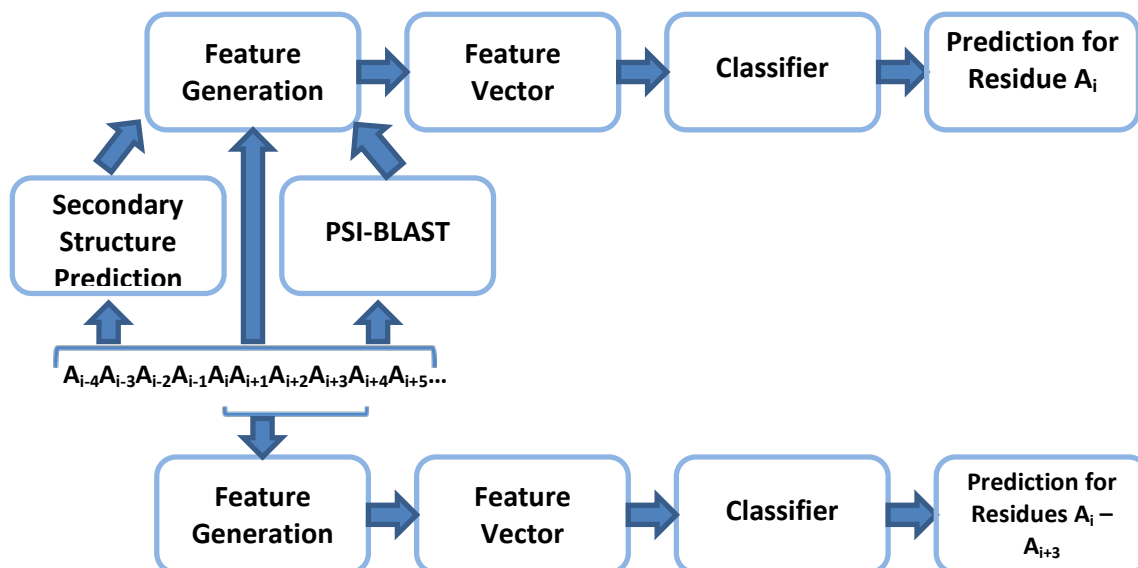 Feature
Generation
Feature
Vector
Classifier
Prediction for
Residue Ai
Secondary
Structure
Prediction
PSI-BLAST
Ai-4Ai-3Ai-2Ai-1AiAi+1Ai+2Ai+3Ai+4Ai+5...
Feature
Generation
Feature
Vector
Classifier
Prediction for
Residues Ai –
Ai+3